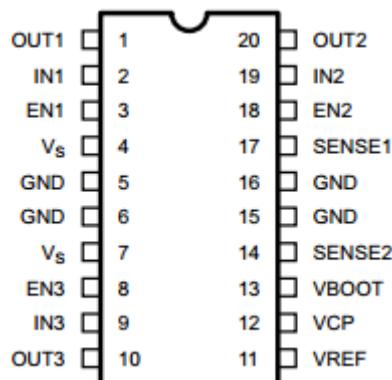 OUT1 1 20 OUT2
IN1 2 19 IN2
EN1 3 18 EN2
VS 4 17 SENSE1
GND 5 16 GND
GND 6 15 GND
VS 7 14 SENSE2
EN3 8 13 VBOOT
IN3 9 12 VCP
OUT3 10 11 VREF